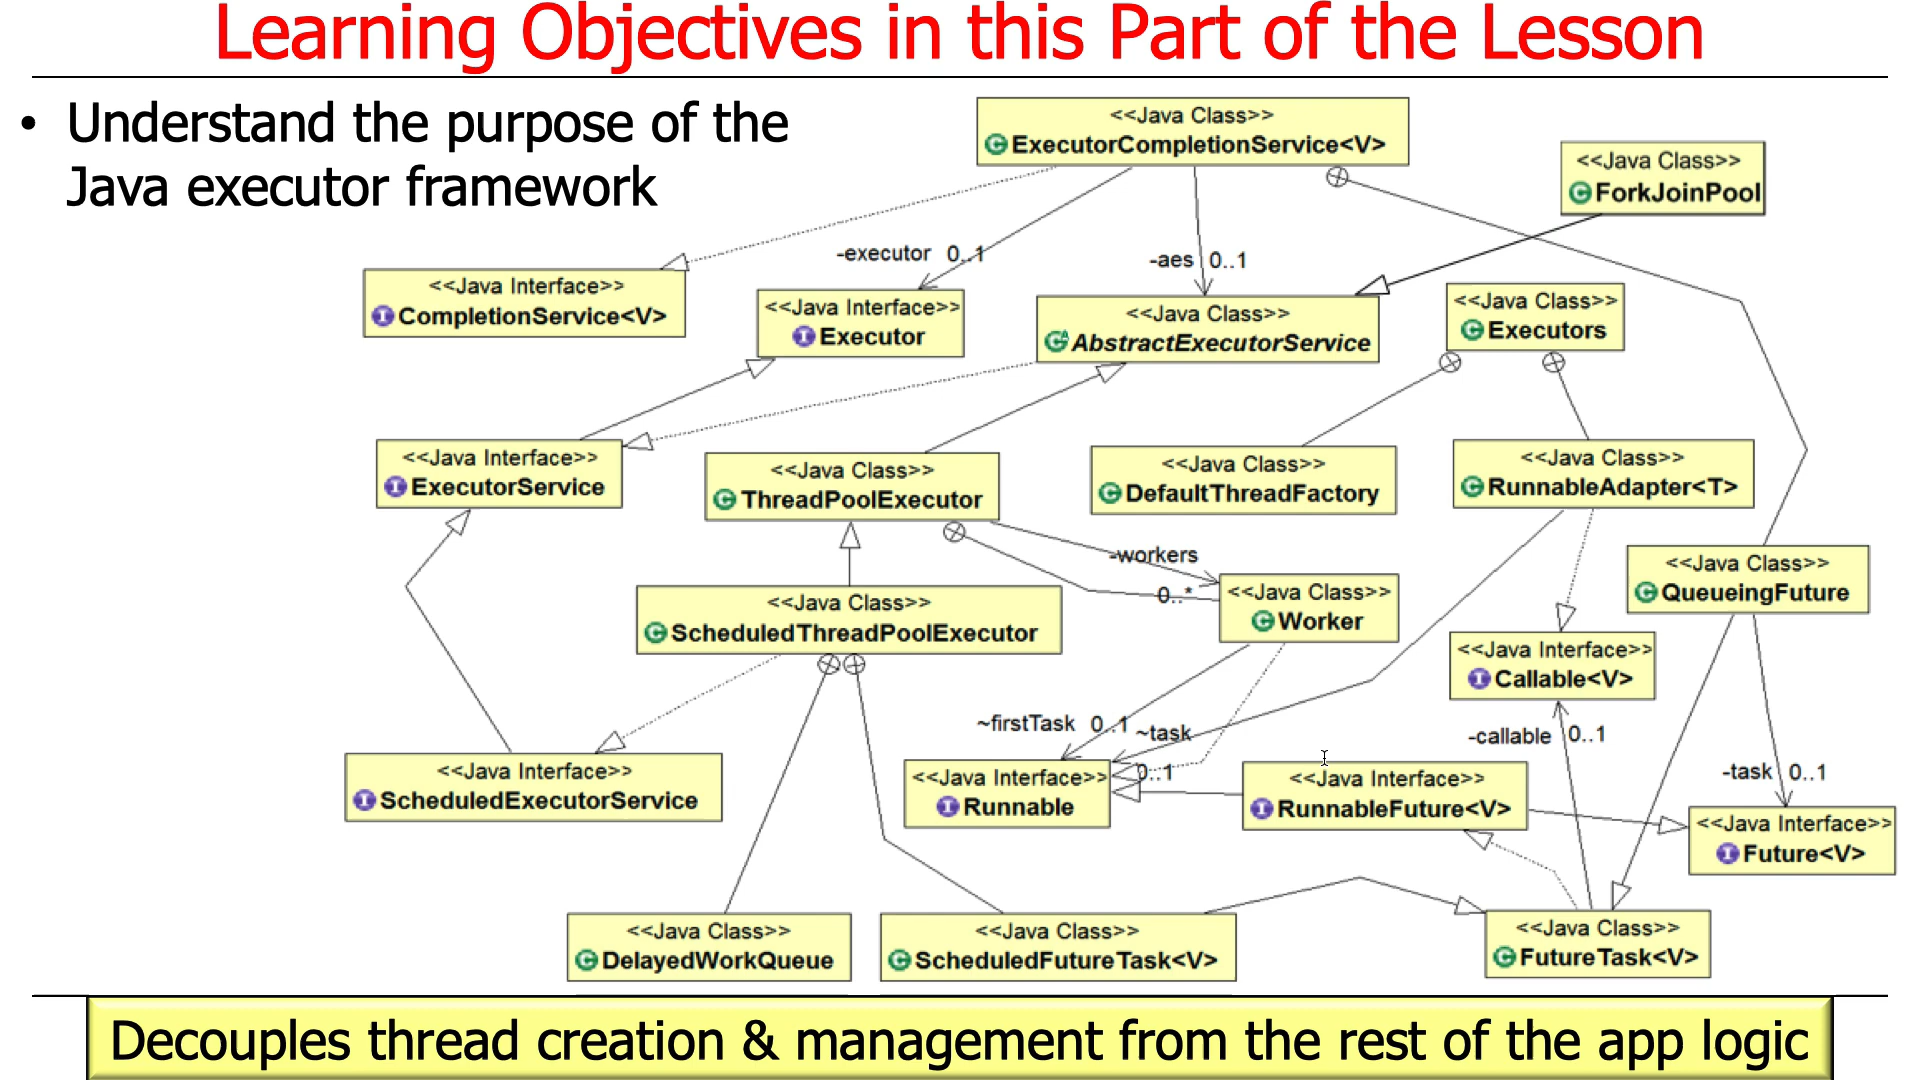 Learning Objectives in this Part of the Lesson
• Understand the purpose of the
Java executor framework
<<Java Class>>
ExecutorCompletionService<V>
<<Java Class>>
ForkJoinPool
-executor 0..1
-aes 0..1
<<Java Interface>>
CompletionService<V>
<<Java Interface>>
Executor
<<Java Class>>
AbstractExecutorService
<<Java Class>>
Executors
<<Java Interface>>
ExecutorService
<<Java Class>>
ThreadPoolExecutor
<<Java Class>>
DefaultThreadFactory
<<Java Class>>
RunnableAdapter<T>
-workers
0..*
<<Java Class>>
QueueingFuture
<<Java Class>>
ScheduledThreadPoolExecutor
<<Java Class>>
Worker
<<Java Interface>>
Callable<V>
~firstTask 0..1
~task
0..1
-callable 0..1
-task 0..1
<<Java Interface>>
ScheduledExecutorService
<<Java Interface>>
Runnable
<<Java Interface>>
RunnableFuture<V>
<<Java Interface>>
Future<V>
<<Java Class>>
DelayedWorkQueue
<<Java Class>>
ScheduledFutureTask<V>
<<Java Class>>
FutureTask<V>
Decouples thread creation & management from the rest of the app logic